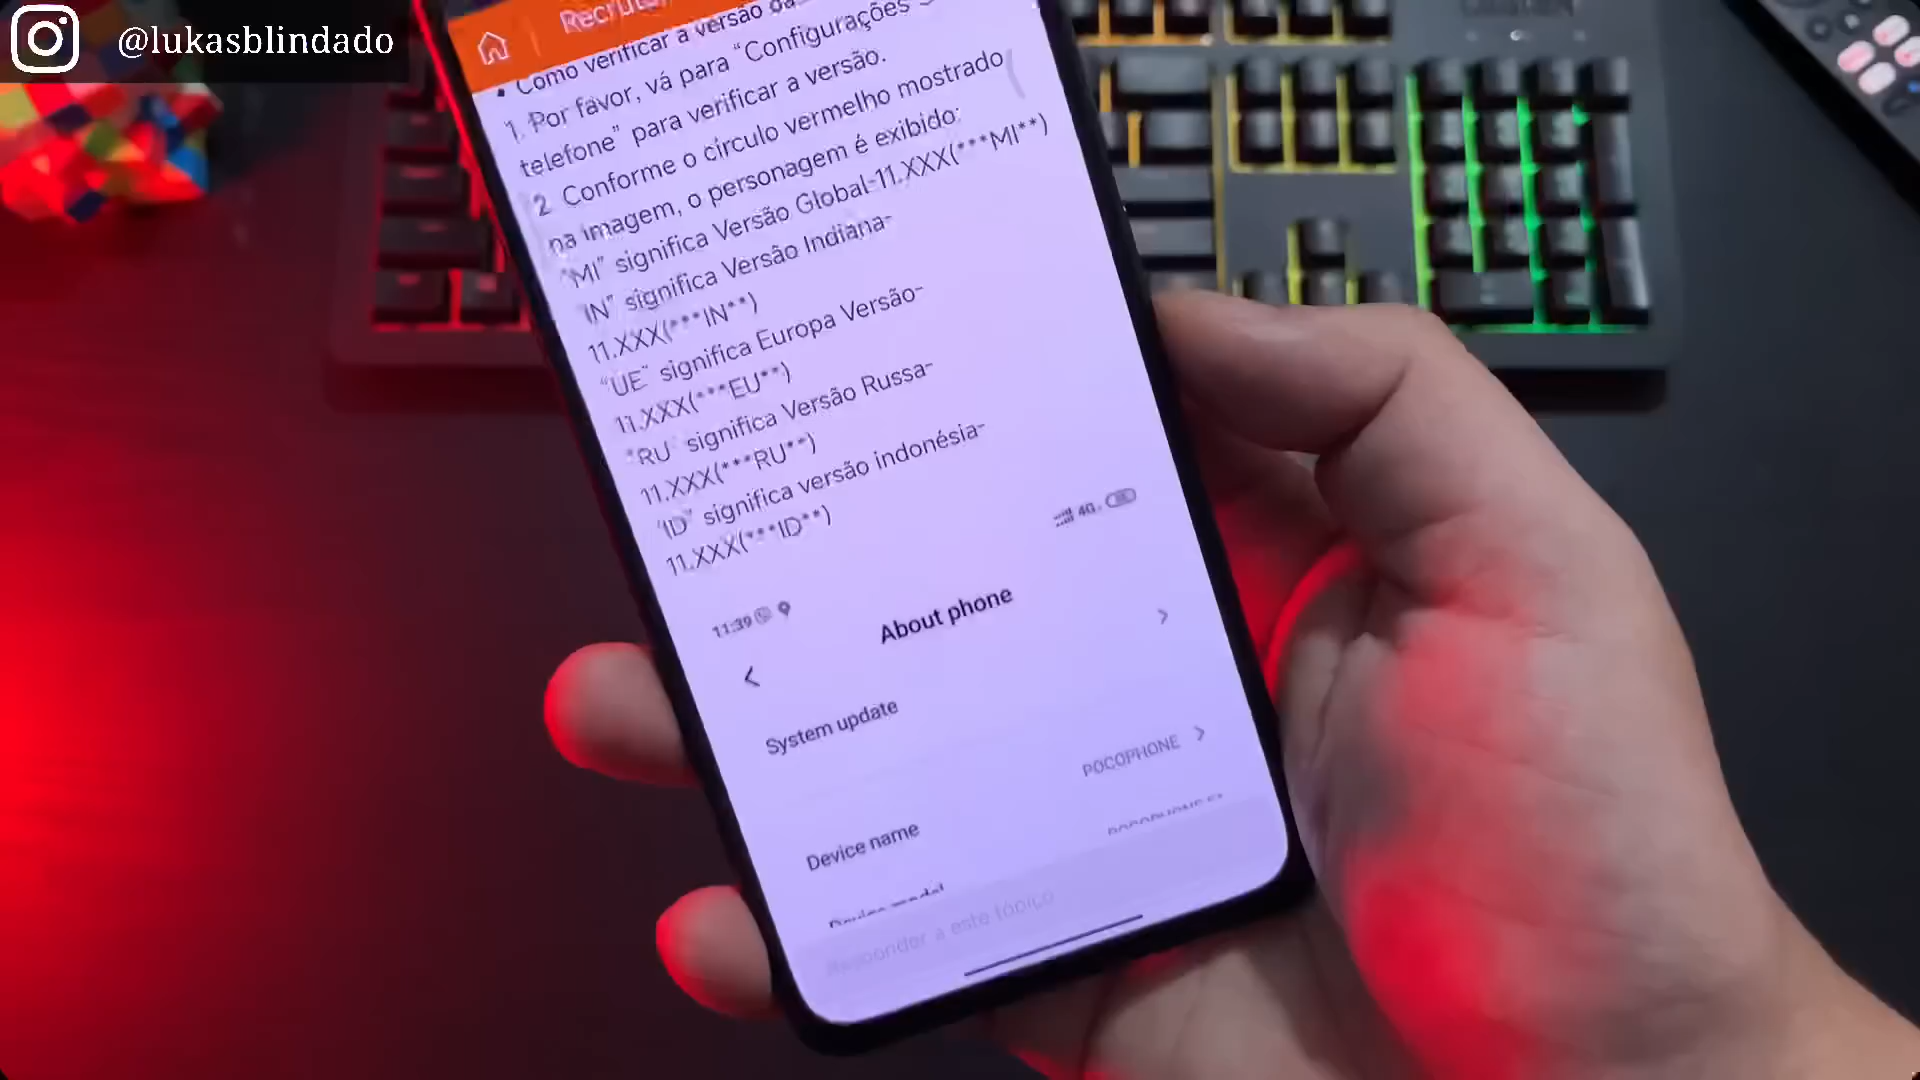 @lukasblindado
• Como verificar a versão da
1. Por favor, vá para “Configurações
telefone” para verificar a versão.
2. Conforme o círculo vermelho mostrado
na imagem, o personagem é exibido:
“MI” significa Versão Global-11.XXX(***MI**)
“IN” significa Versão Indiana-
11.XXX(***IN**)
“UE” significa Europa Versão-
11.XXX(***EU**)
“RU” significa Versão Russa-
11.XXX(***RU**)
“ID” significa versão indonésia-
11.XXX(***ID**)
11:39
4G
About phone
System update
Device name
POCOPHONE
Device model
Responder a este tópico